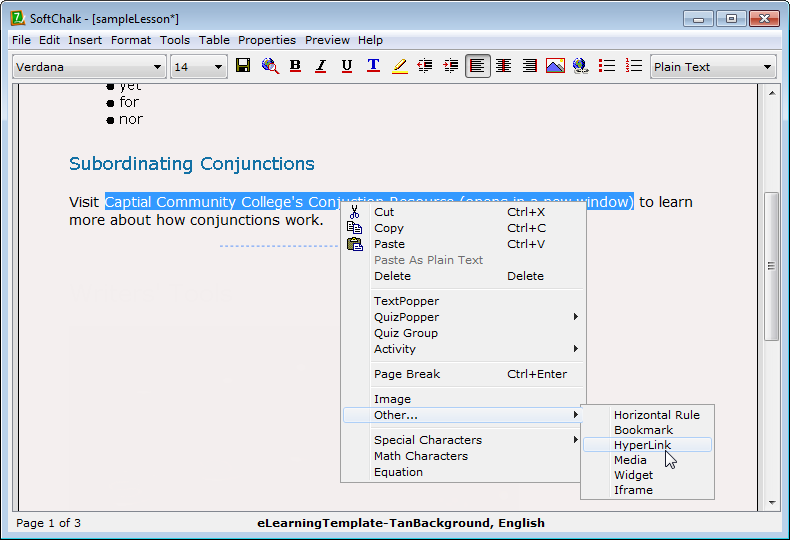 SoftChalk - [sampleLesson*]
File Edit Insert Format Tools Table Properties Preview Help
Verdana 14 B I U T Plain Text
yet
for
nor
Subordinating Conjunctions
Visit Captial Community College's Conjuction Resource (opens in a new window) to learn
more about how conjunctions work.
Cut Ctrl+X
Copy Ctrl+C
Paste Ctrl+V
Paste As Plain Text
Delete Delete
TextPopper
QuizPopper
Quiz Group
Activity
Page Break Ctrl+Enter
Image
Other...
Special Characters
Math Characters
Equation
Horizontal Rule
Bookmark
HyperLink
Media
Widget
Iframe
Page 1 of 3 eLearningTemplate-TanBackground, English